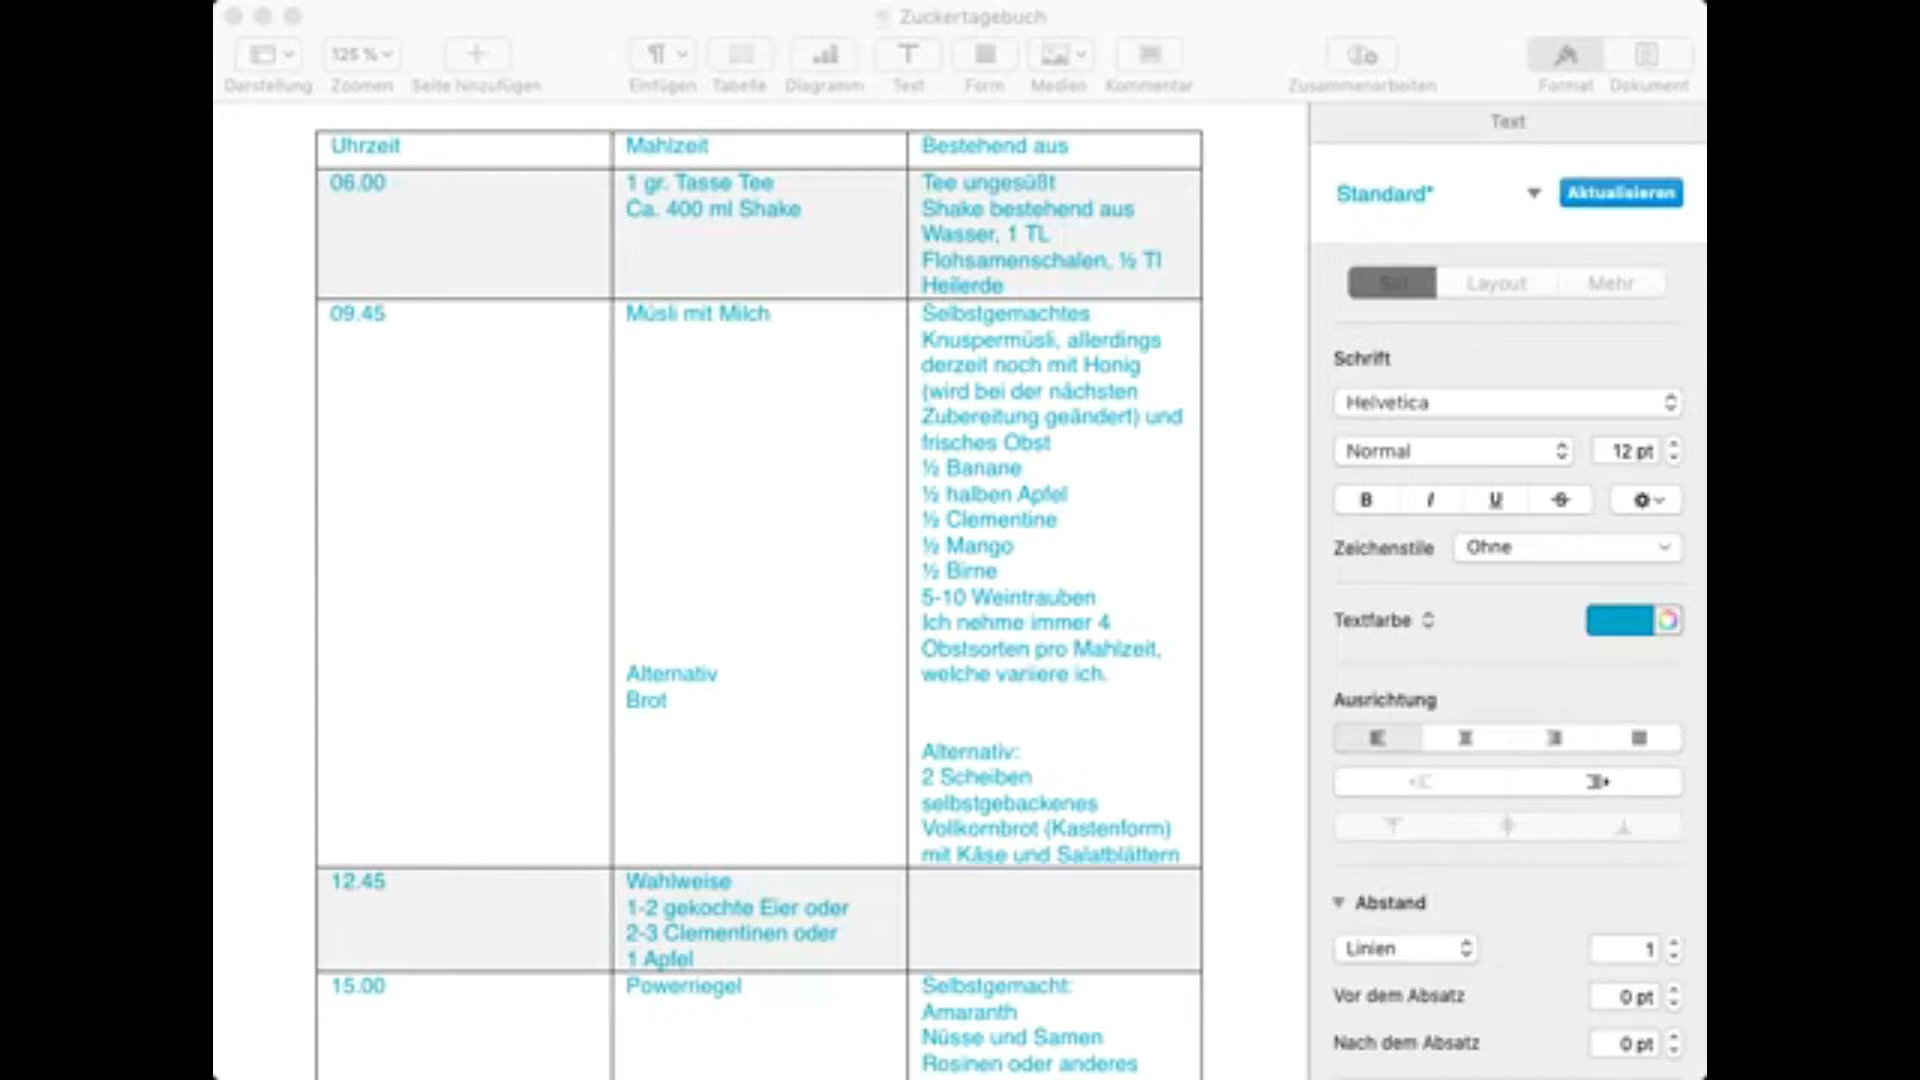 Zuckertagebuch
125 %
Darstellung Zoomen Seite hinzufügen Einfügen Tabelle Diagramm Text Form Medien Kommentar Zusammenarbeiten Format Dokument
Uhrzeit
Mahlzeit
Bestehend aus
06.00
1 gr. Tasse Tee
Ca. 400 ml Shake
Tee ungesüßt
Shake bestehend aus
Wasser, 1 TL
Flohsamenschalen, ½ Tl
Heilerde
09.45
Müsli mit Milch
Alternativ
Brot
Selbstgemachtes
Knuspermüsli, allerdings
derzeit noch mit Honig
(wird bei der nächsten
Zubereitung geändert) und
frisches Obst
½ Banane
½ halben Apfel
½ Clementine
½ Mango
½ Birne
5-10 Weintrauben
Ich nehme immer 4
Obstsorten pro Mahlzeit,
welche variiere ich.
Alternativ:
2 Scheiben
selbstgebackenes
Vollkornbrot (Kastenform)
mit Käse und Salatblättern
12.45
Wahlweise
1-2 gekochte Eier oder
2-3 Clementinen oder
1 Apfel
15.00
Powerriegel
Selbstgemacht:
Amaranth
Nüsse und Samen
Rosinen oder anderes
Text
Standard*
Aktualisieren
Stil Layout Mehr
Schrift
Helvetica
Normal 12 pt
B I U S
Zeichenstile Ohne
Textfarbe
Ausrichtung
Abstand
Linien 1
Vor dem Absatz 0 pt
Nach dem Absatz 0 pt